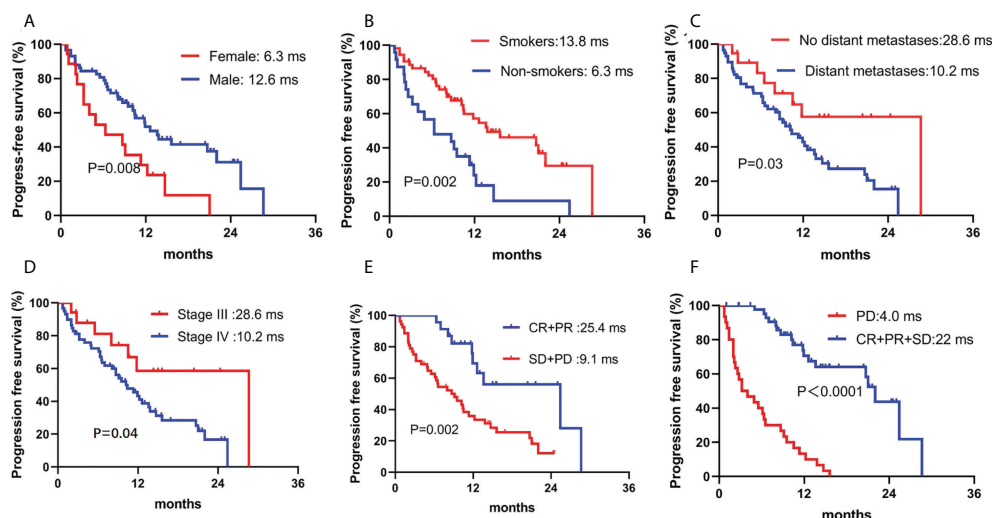 A
Progress-free survival (%)
100
80
60
40
20
0
Female: 6.3 ms
Male: 12.6 ms
P=0.008
0 12 24 36
months
B
Progression free survival (%)
100
80
60
40
20
0
Smokers:13.8 ms
Non-smokers: 6.3 ms
P=0.002
0 12 24 36
months
C
Progression free survival (%)
100
80
60
40
20
0
No distant metastases:28.6 ms
Distant metastases:10.2 ms
P=0.03
0 12 24 36
months
D
Progression free survival (%)
100
80
60
40
20
0
Stage III :28.6 ms
Stage IV :10.2 ms
P=0.04
0 12 24 36
months
E
Progression free survival (%)
100
80
60
40
20
0
CR+PR:25.4 ms
SD+PD:9.1 ms
P=0.002
0 12 24 36
months
F
Progression free survival (%)
100
80
60
40
20
0
PD:4.0 ms
CR+PR+SD:22 ms
P<0.0001
0 12 24 36
months